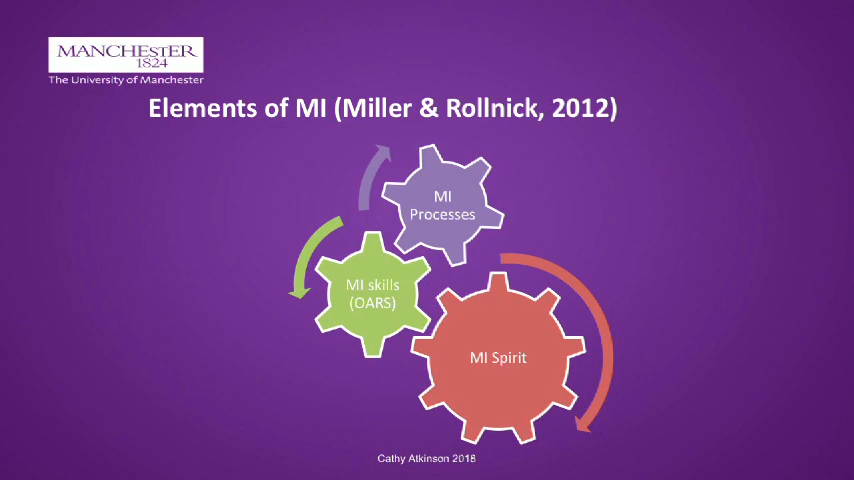 MANCHESTER
1824
The University of Manchester
Elements of MI (Miller & Rollnick, 2012)
MI
Processes
MI skills
(OARS)
MI Spirit
Cathy Atkinson 2018